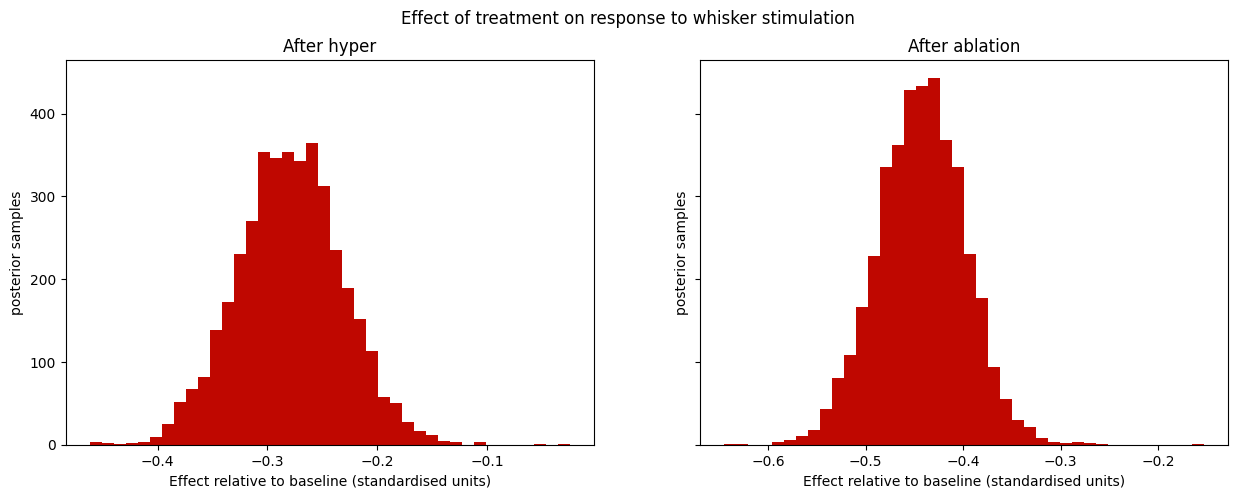 Effect of treatment on response to whisker stimulation
After hyper
After ablation
posterior samples
400
300
200
100
0
−0.4
−0.3
−0.2
−0.1
Effect relative to baseline (standardised units)
posterior samples
−0.6
−0.5
−0.4
−0.3
−0.2
Effect relative to baseline (standardised units)